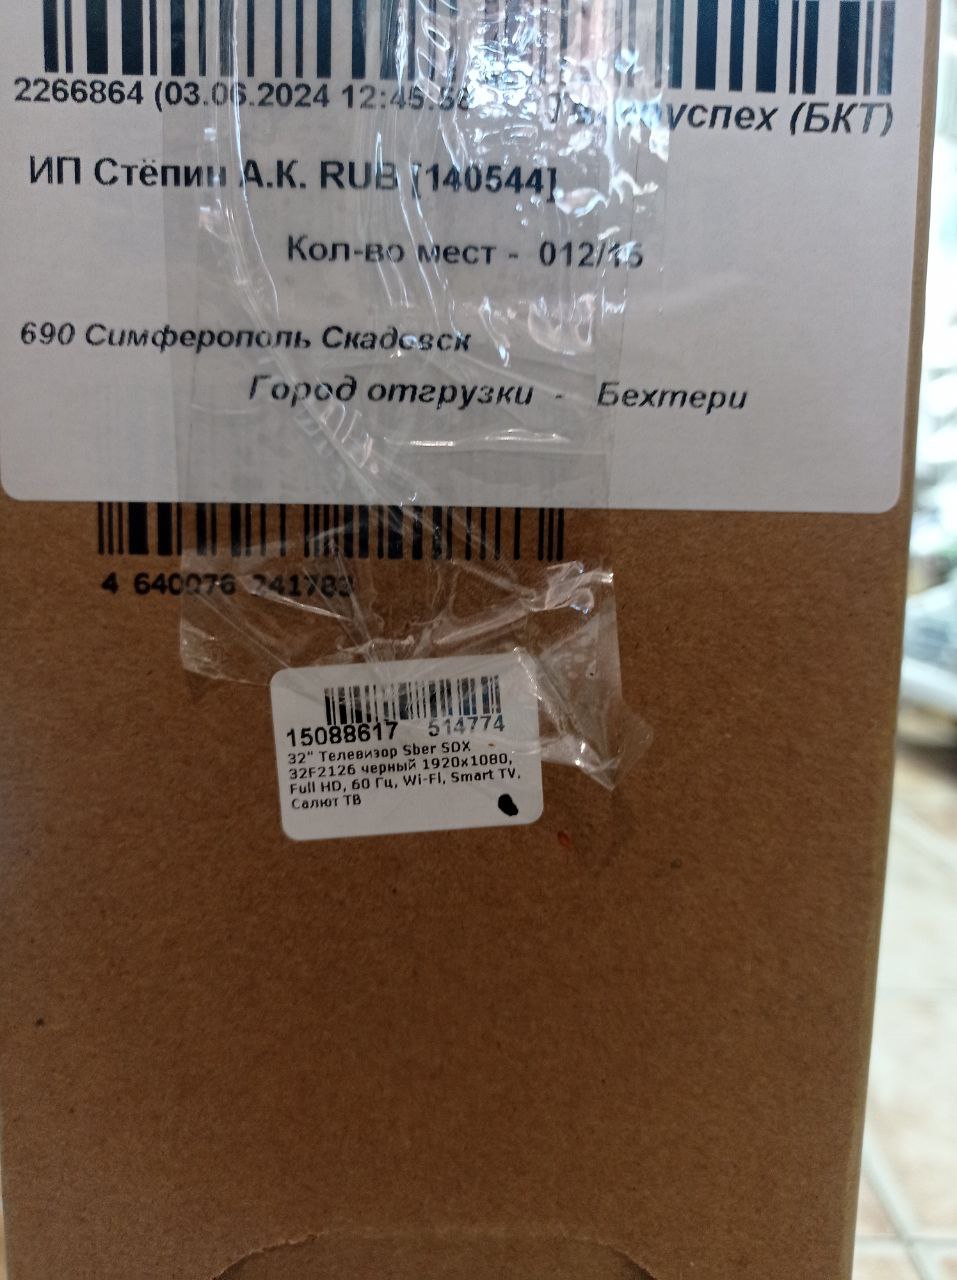 2266864 (03.06.2024 12:45:58
успех (БКТ)
ИП Стёпин А.К. RUB [140544]
Кол-во мест - 012/15
690 Симферополь Скадовск
Город отгрузки - Бехтери
4 640076 241783
15088617 514774
32" Телевизор Sber SDX
32F2126 черный 1920x1080,
Full HD, 60 Гц, Wi-Fi, Smart TV,
Салют ТВ